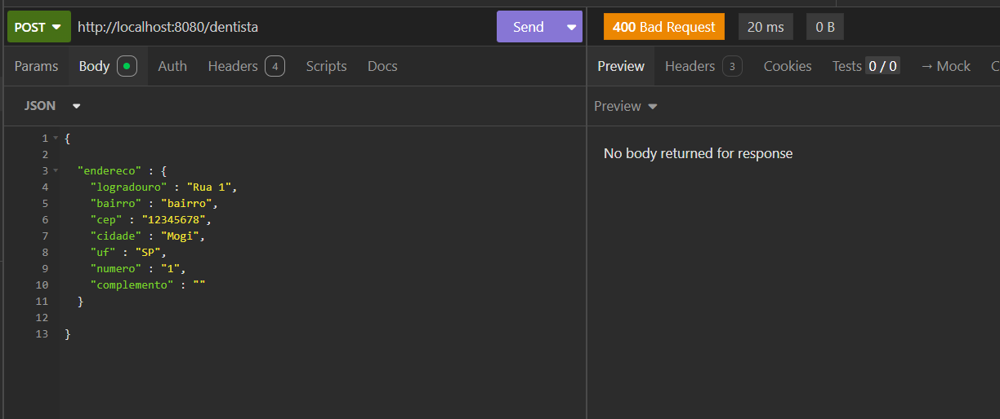 POST http://localhost:8080/dentista Send 400 Bad Request 20 ms 0 B
Params Body Auth Headers 4 Scripts Docs Preview Headers 3 Cookies Tests 0 / 0 → Mock C
JSON Preview
1 {
2
3 "endereco" : {
4 "logradouro" : "Rua 1",
5 "bairro" : "bairro",
6 "cep" : "12345678",
7 "cidade" : "Mogi",
8 "uf" : "SP",
9 "numero" : "1",
10 "complemento" : ""
11 }
12
13 }
No body returned for response